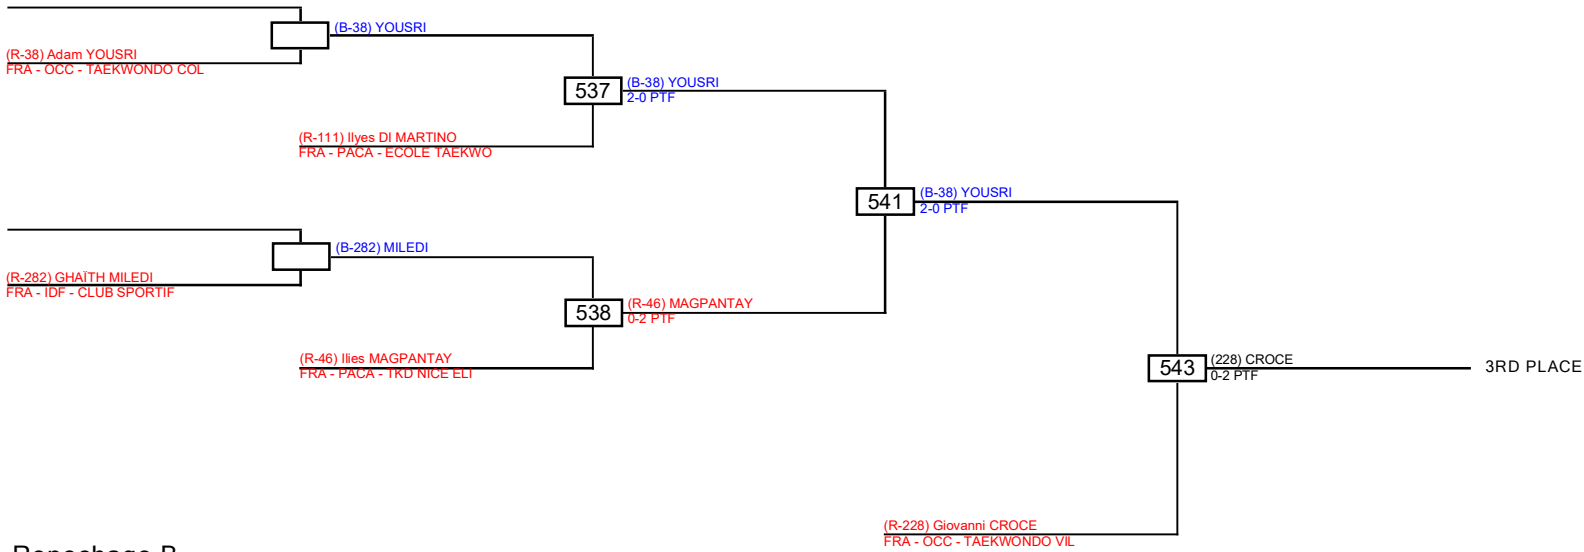 (B-38) YOUSRI
(R-38) Adam YOUSRI
FRA - OCC - TAEKWONDO COL
537
(B-38) YOUSRI
2-0 PTF
(R-111) Ilyes DI MARTINO
FRA - PACA - ECOLE TAEKWO
541
(B-38) YOUSRI
2-0 PTF
(B-282) MILEDI
(R-282) GHAÏTH MILEDI
FRA - IDF - CLUB SPORTIF
538
(R-46) MAGPANTAY
0-2 PTF
(R-46) Ilies MAGPANTAY
FRA - PACA - TKD NICE ELI
543
(228) CROCE
0-2 PTF
3RD PLACE
(R-228) Giovanni CROCE
FRA - OCC - TAEKWONDO VIL
Repechage B